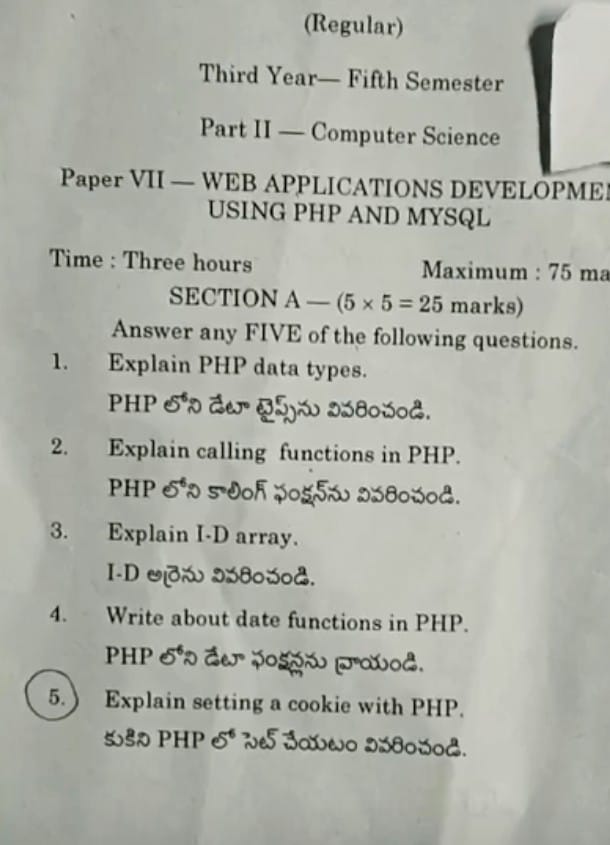 (Regular)
Third Year— Fifth Semester
Part II — Computer Science
Paper VII — WEB APPLICATIONS DEVELOPME
USING PHP AND MYSQL
Time : Three hours Maximum : 75 ma
SECTION A — (5 × 5 = 25 marks)
Answer any FIVE of the following questions.
1. Explain PHP data types.
PHP లోని డేటా టైప్స్‌ను వివరించండి.
2. Explain calling functions in PHP.
PHP లోని కాలింగ్ ఫంక్షన్‌ను వివరించండి.
3. Explain I-D array.
I-D అర్రెను వివరించండి.
4. Write about date functions in PHP.
PHP లోని డేటా ఫంక్షన్లను వ్రాయండి.
5. Explain setting a cookie with PHP.
కుకిని PHP లో సెట్ చేయటం వివరించండి.